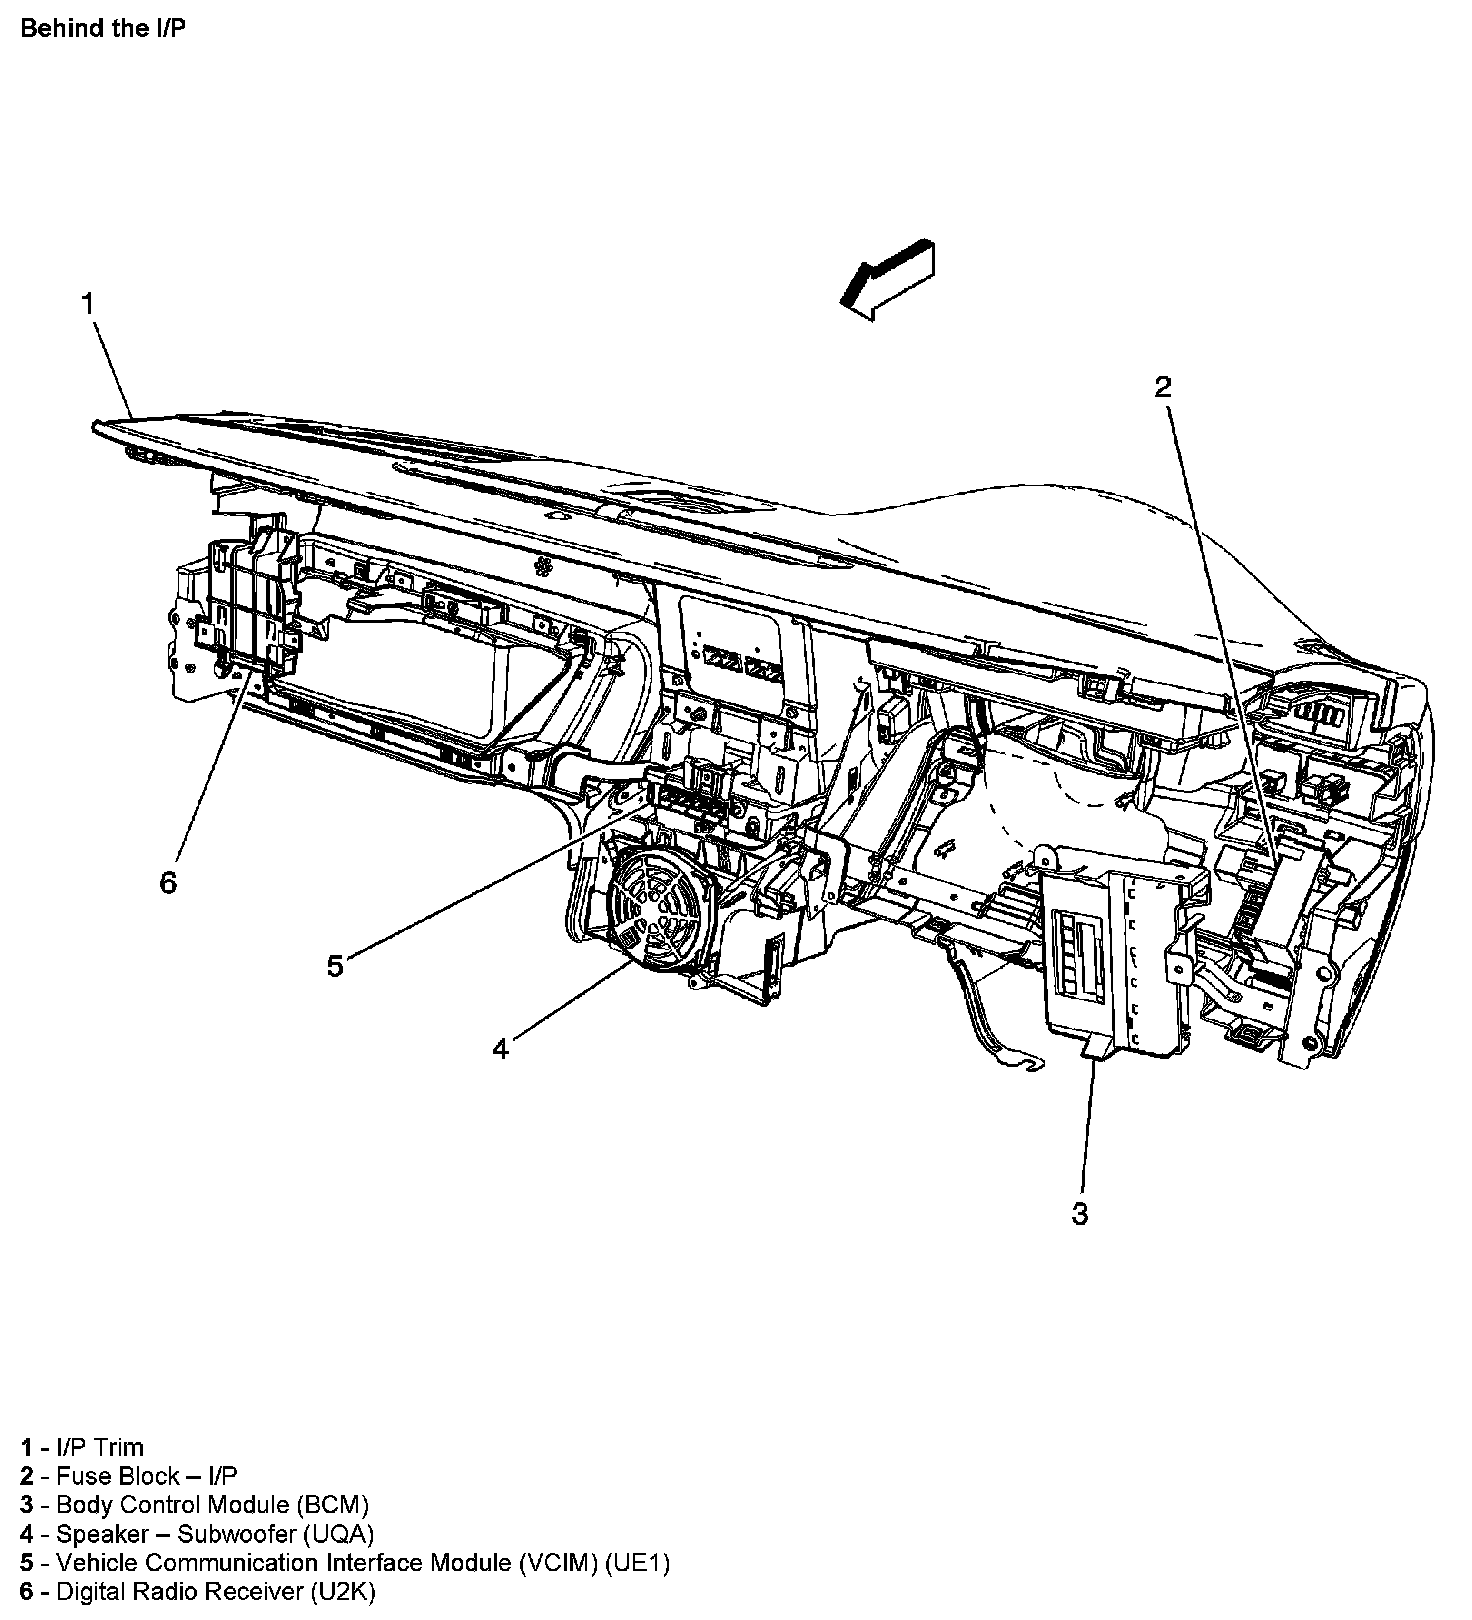 Behind the I/P
1
2
6
5
4
3
1 - I/P Trim
2 - Fuse Block – I/P
3 - Body Control Module (BCM)
4 - Speaker – Subwoofer (UQA)
5 - Vehicle Communication Interface Module (VCIM) (UE1)
6 - Digital Radio Receiver (U2K)